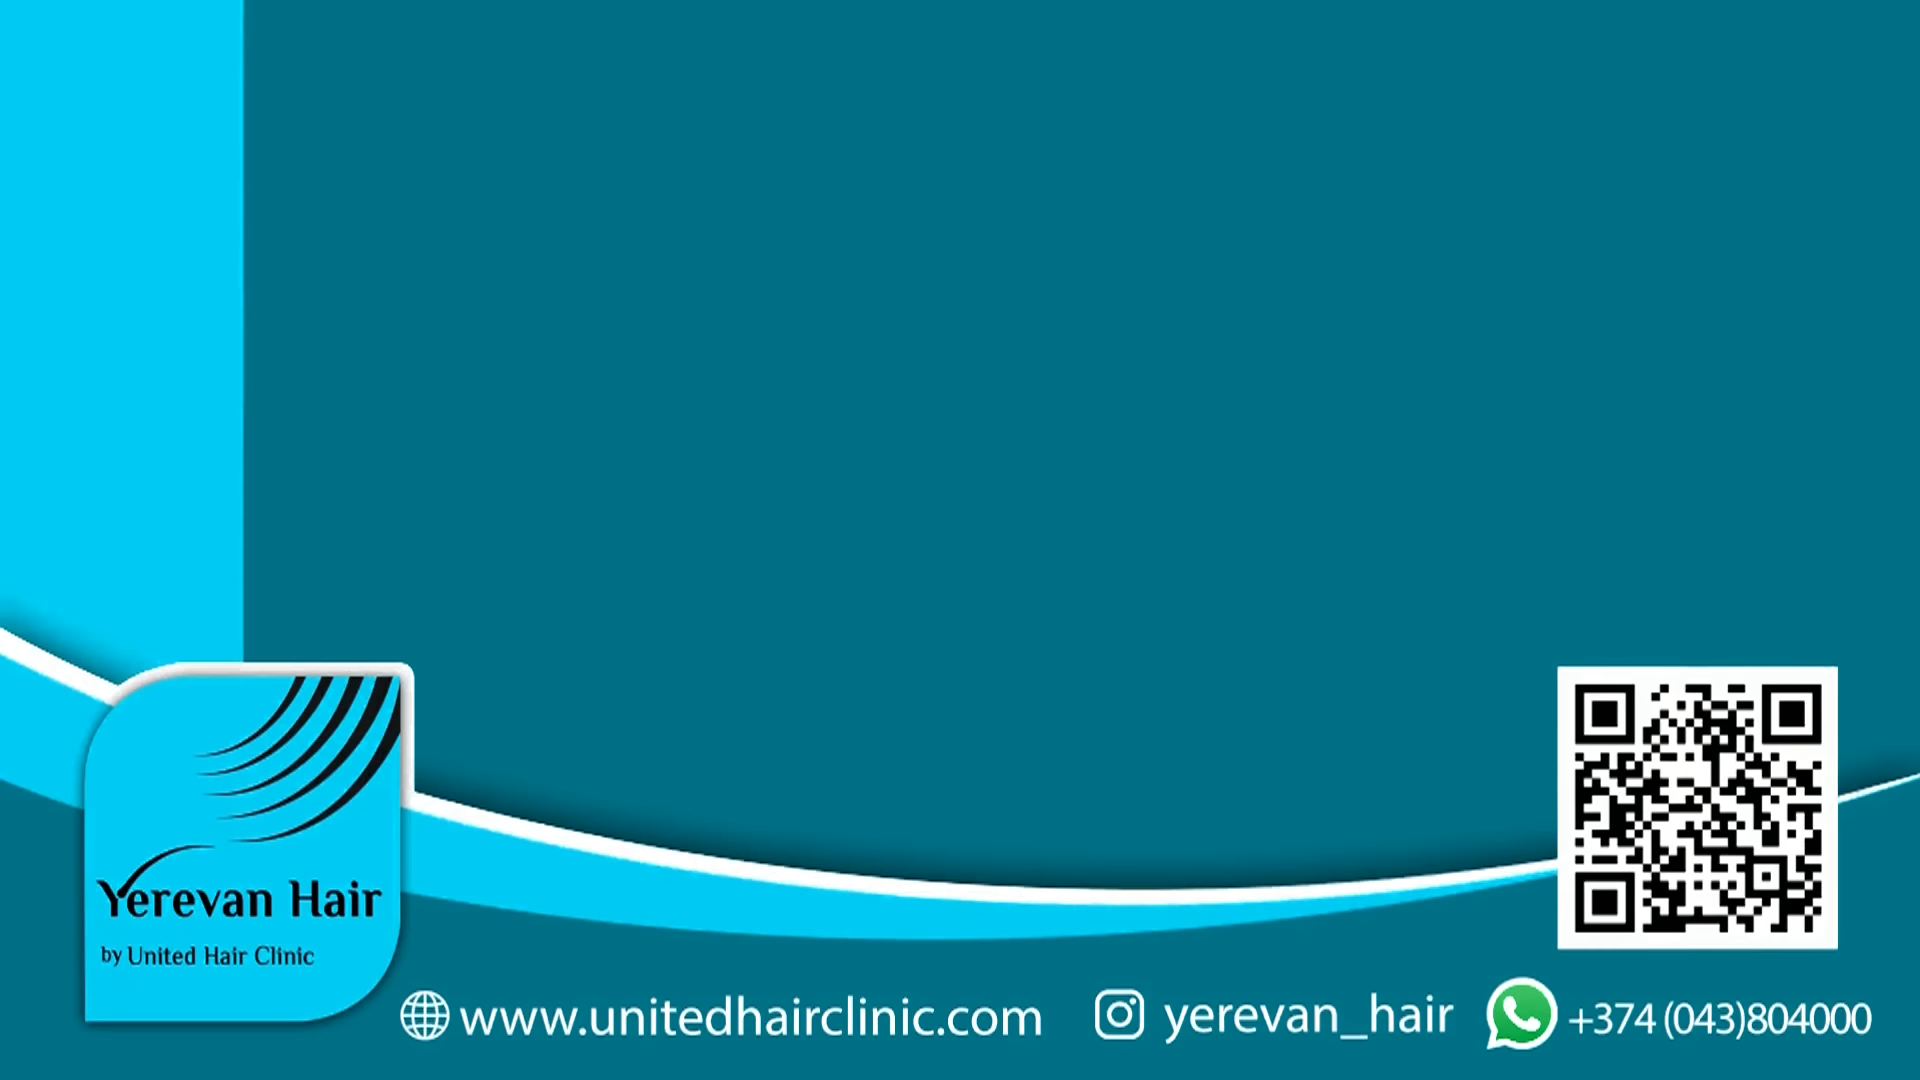 Yerevan Hair
by United Hair Clinic
www.unitedhairclinic.com
yerevan_hair
+374 (043)804000